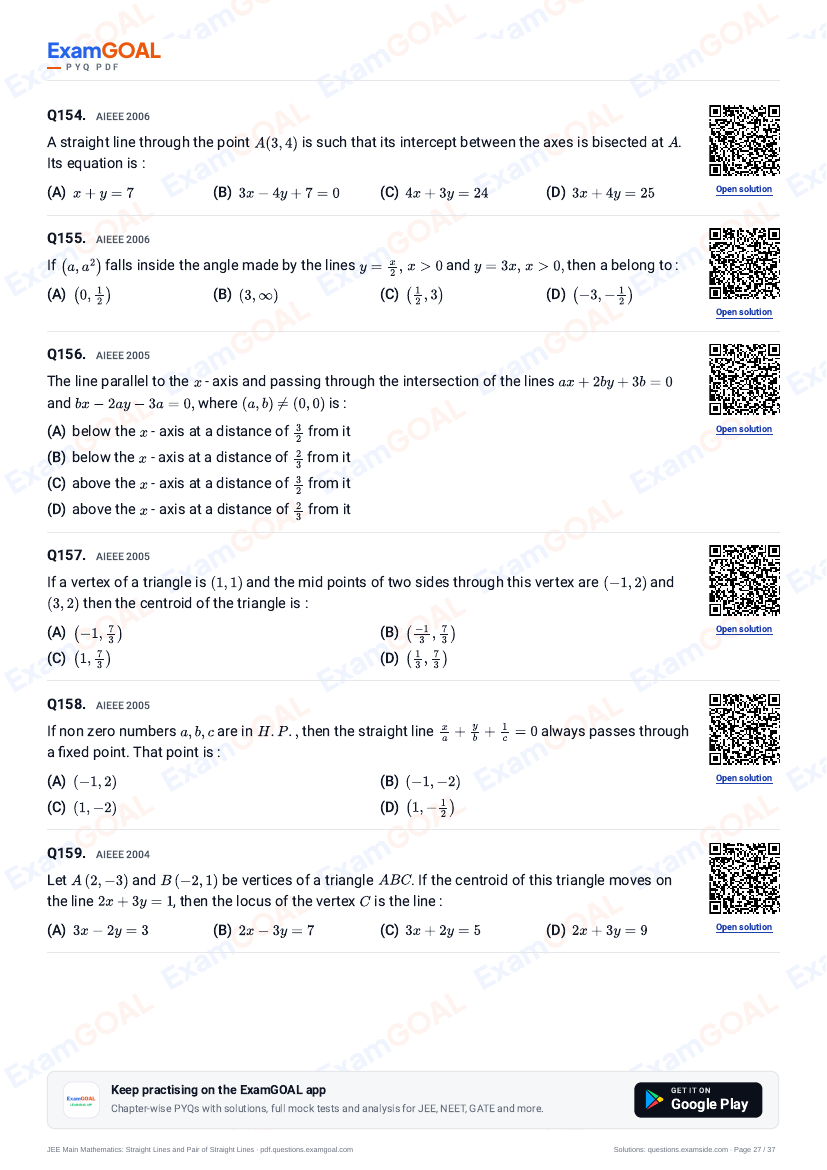 ExamGOAL
PYQ PDF
Q154. AIEEE 2006
A straight line through the point A(3, 4) is such that its intercept between the axes is bisected at A.
Its equation is :
(A) x + y = 7 (B) 3x − 4y + 7 = 0 (C) 4x + 3y = 24 (D) 3x + 4y = 25
Open solution
Q155. AIEEE 2006
If (a, a²) falls inside the angle made by the lines y = x/2, x > 0 and y = 3x, x > 0, then a belong to :
(A) (0, 1/2) (B) (3, ∞) (C) (1/2, 3) (D) (−3, −1/2)
Open solution
Q156. AIEEE 2005
The line parallel to the x - axis and passing through the intersection of the lines ax + 2by + 3b = 0
and bx − 2ay − 3a = 0, where (a, b) ≠ (0, 0) is :
Open solution
(A) below the x - axis at a distance of 3/2 from it
(B) below the x - axis at a distance of 2/3 from it
(C) above the x - axis at a distance of 3/2 from it
(D) above the x - axis at a distance of 2/3 from it
Q157. AIEEE 2005
If a vertex of a triangle is (1, 1) and the mid points of two sides through this vertex are (−1, 2) and
(3, 2) then the centroid of the triangle is :
(A) (−1, 7/3) (B) (−1/3, 7/3)
Open solution
(C) (1, 7/3) (D) (1/3, 7/3)
Q158. AIEEE 2005
If non zero numbers a, b, c are in H.P., then the straight line x/a + y/b + 1/c = 0 always passes through
a fixed point. That point is :
(A) (−1, 2) (B) (−1, −2)
Open solution
(C) (1, −2) (D) (1, −1/2)
Q159. AIEEE 2004
Let A (2, −3) and B (−2, 1) be vertices of a triangle ABC. If the centroid of this triangle moves on
the line 2x + 3y = 1, then the locus of the vertex C is the line :
(A) 3x − 2y = 3 (B) 2x − 3y = 7 (C) 3x + 2y = 5 (D) 2x + 3y = 9
Open solution
ExamGOAL
Keep practising on the ExamGOAL app
Chapter-wise PYQs with solutions, full mock tests and analysis for JEE, NEET, GATE and more.
GET IT ON
Google Play
JEE Main Mathematics: Straight Lines and Pair of Straight Lines · pdf.questions.examgoal.com
Solutions: questions.examside.com · Page 27 / 37